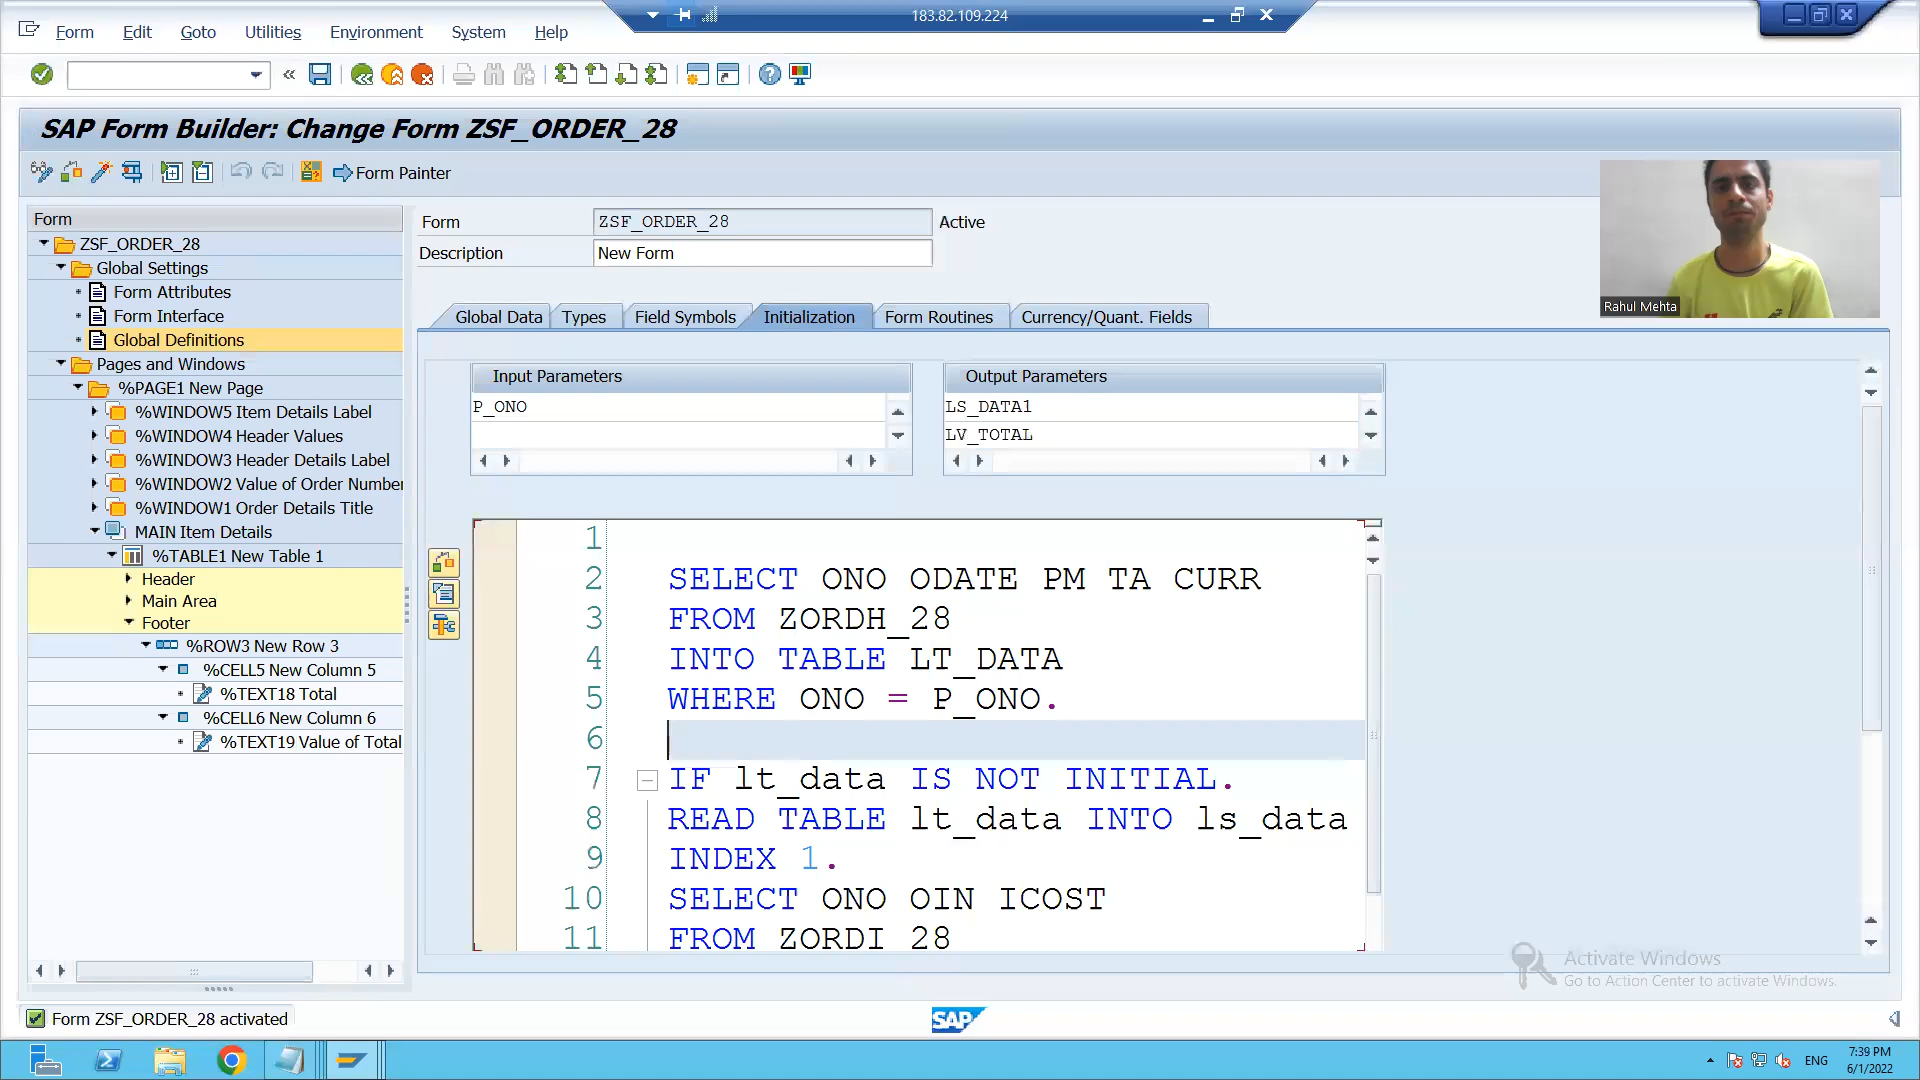 183.82.109.224
Form Edit Goto Utilities Environment System Help
SAP Form Builder: Change Form ZSF_ORDER_28
Form Painter
Form
ZSF_ORDER_28
Global Settings
Form Attributes
Form Interface
Global Definitions
Pages and Windows
%PAGE1 New Page
%WINDOW5 Item Details Label
%WINDOW4 Header Values
%WINDOW3 Header Details Label
%WINDOW2 Value of Order Number
%WINDOW1 Order Details Title
MAIN Item Details
%TABLE1 New Table 1
Header
Main Area
Footer
%ROW3 New Row 3
%CELL5 New Column 5
%TEXT18 Total
%CELL6 New Column 6
%TEXT19 Value of Total
Form ZSF_ORDER_28 Active
Description New Form
Global Data Types Field Symbols Initialization Form Routines Currency/Quant. Fields
Input Parameters
P_ONO
Output Parameters
LS_DATA1
LV_TOTAL
1
2 SELECT ONO ODATE PM TA CURR
3 FROM ZORDH_28
4 INTO TABLE LT_DATA
5 WHERE ONO = P_ONO.
6
7 IF lt_data IS NOT INITIAL.
8 READ TABLE lt_data INTO ls_data
9 INDEX 1.
10 SELECT ONO OIN ICOST
11 FROM ZORDI_28
Rahul Mehta
Activate Windows
Go to Action Center to activate Windows.
Form ZSF_ORDER_28 activated
SAP
ENG
7:39 PM
6/1/2022